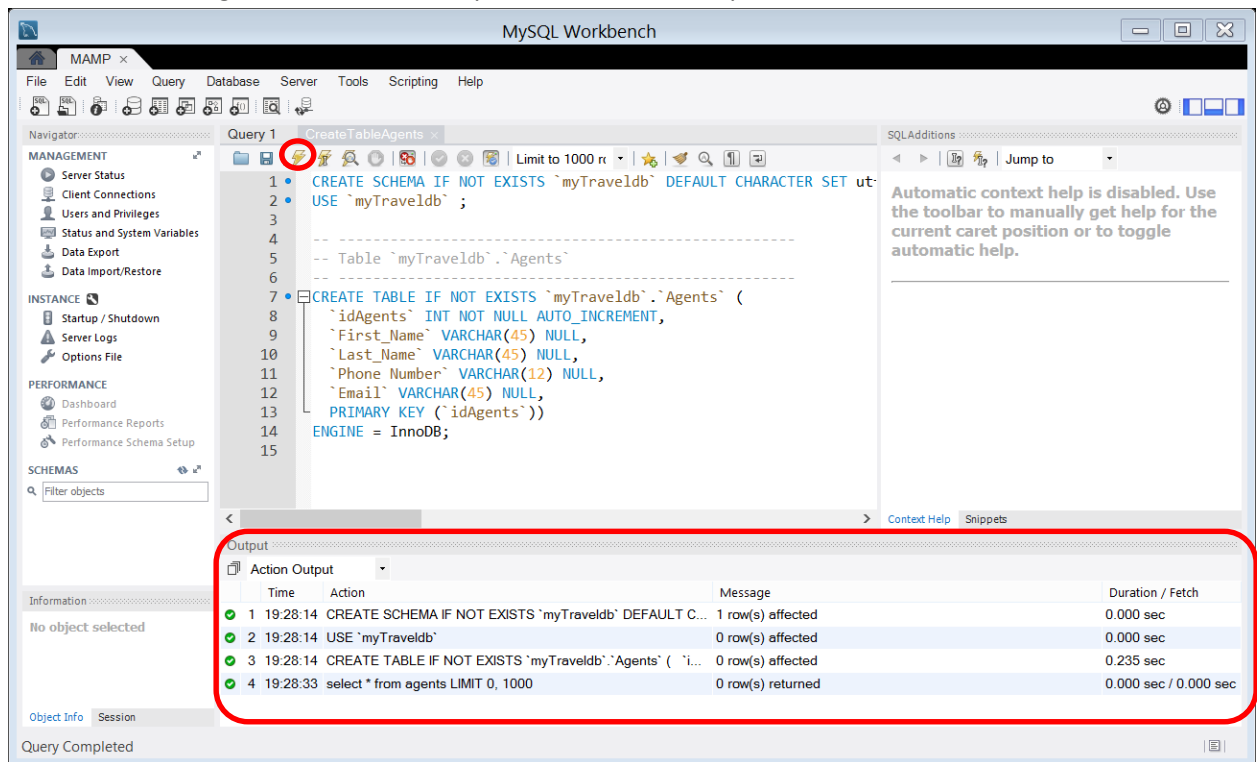 MySQL Workbench
MAMP ×
File Edit View Query Database Server Tools Scripting Help
Navigator
MANAGEMENT
Server Status
Client Connections
Users and Privileges
Status and System Variables
Data Export
Data Import/Restore
INSTANCE
Startup / Shutdown
Server Logs
Options File
PERFORMANCE
Dashboard
Performance Reports
Performance Schema Setup
SCHEMAS
Filter objects
Information
No object selected
Object Info Session
Query 1 CreateTableAgents ×
Limit to 1000 r
1 CREATE SCHEMA IF NOT EXISTS `myTraveldb` DEFAULT CHARACTER SET ut
2 USE `myTraveldb` ;
3
4 -- -----------------------------------------------------
5 -- Table `myTraveldb`.`Agents`
6 -- -----------------------------------------------------
7 CREATE TABLE IF NOT EXISTS `myTraveldb`.`Agents` (
8 `idAgents` INT NOT NULL AUTO_INCREMENT,
9 `First_Name` VARCHAR(45) NULL,
10 `Last_Name` VARCHAR(45) NULL,
11 `Phone Number` VARCHAR(12) NULL,
12 `Email` VARCHAR(45) NULL,
13 PRIMARY KEY (`idAgents`))
14 ENGINE = InnoDB;
15
SQLAdditions
Jump to
Automatic context help is disabled. Use
the toolbar to manually get help for the
current caret position or to toggle
automatic help.
Context Help Snippets
Output
Action Output
Time Action Message Duration / Fetch
1 19:28:14 CREATE SCHEMA IF NOT EXISTS `myTraveldb` DEFAULT C... 1 row(s) affected 0.000 sec
2 19:28:14 USE `myTraveldb` 0 row(s) affected 0.000 sec
3 19:28:14 CREATE TABLE IF NOT EXISTS `myTraveldb`.`Agents` ( `i... 0 row(s) affected 0.235 sec
4 19:28:33 select * from agents LIMIT 0, 1000 0 row(s) returned 0.000 sec / 0.000 sec
Query Completed